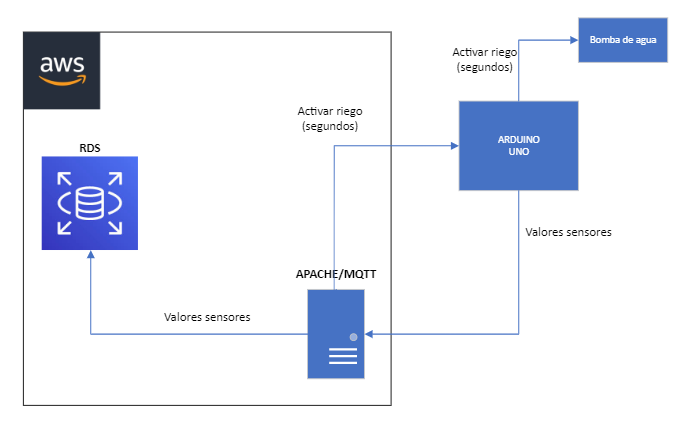 aws
Bomba de agua
Activar riego
(segundos)
Activar riego
(segundos)
ARDUINO
UNO
RDS
Valores sensores
APACHE/MQTT
Valores sensores